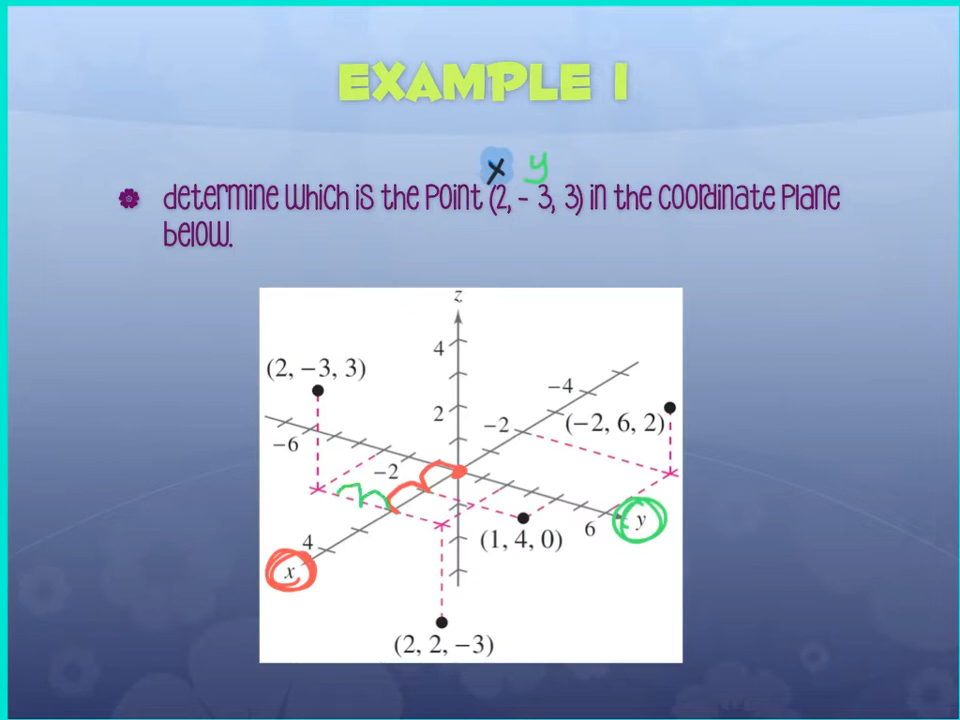 EXAMPLE 1
x y
determine which is the point (2, - 3, 3) in the coordinate plane
below.
z
4
(2, −3, 3)
−4
2
−2
(−2, 6, 2)
−6
−2
6
y
(1, 4, 0)
4
x
(2, 2, −3)